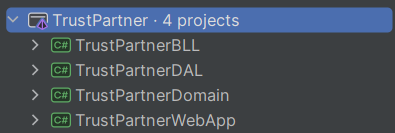 TrustPartner · 4 projects
C# TrustPartnerBLL
C# TrustPartnerDAL
C# TrustPartnerDomain
C# TrustPartnerWebApp